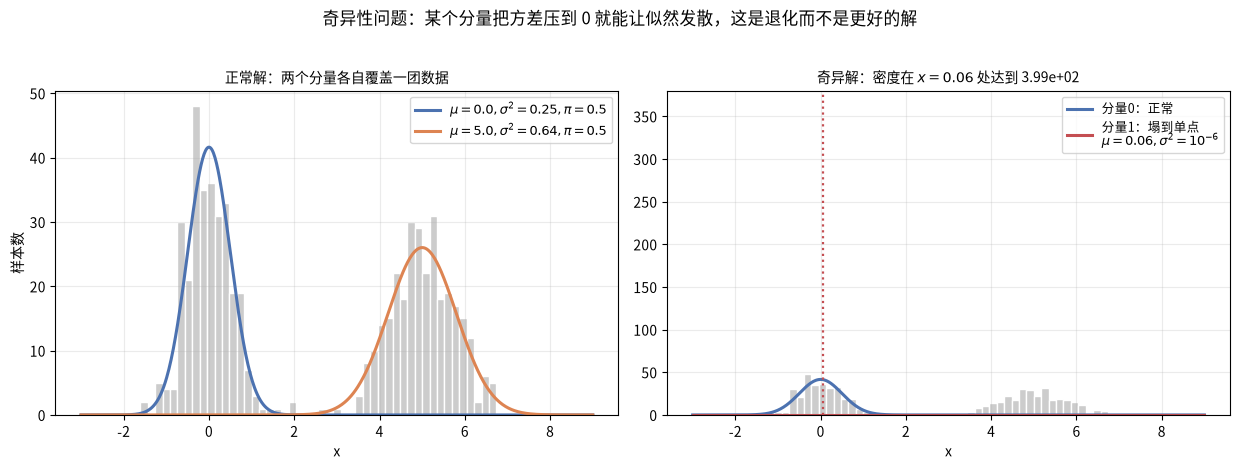 奇异性问题：某个分量把方差压到 0 就能让似然发散，这是退化而不是更好的解
正常解：两个分量各自覆盖一团数据
50
40
30
20
10
0
样本数
-2
0
2
4
6
8
x
μ = 0.0, σ² = 0.25, π = 0.5
μ = 5.0, σ² = 0.64, π = 0.5
奇异解：密度在 x = 0.06 处达到 3.99e+02
350
300
250
200
150
100
50
0
-2
0
2
4
6
8
x
分量0：正常
分量1：塌到单点
μ = 0.06, σ² = 10⁻⁶